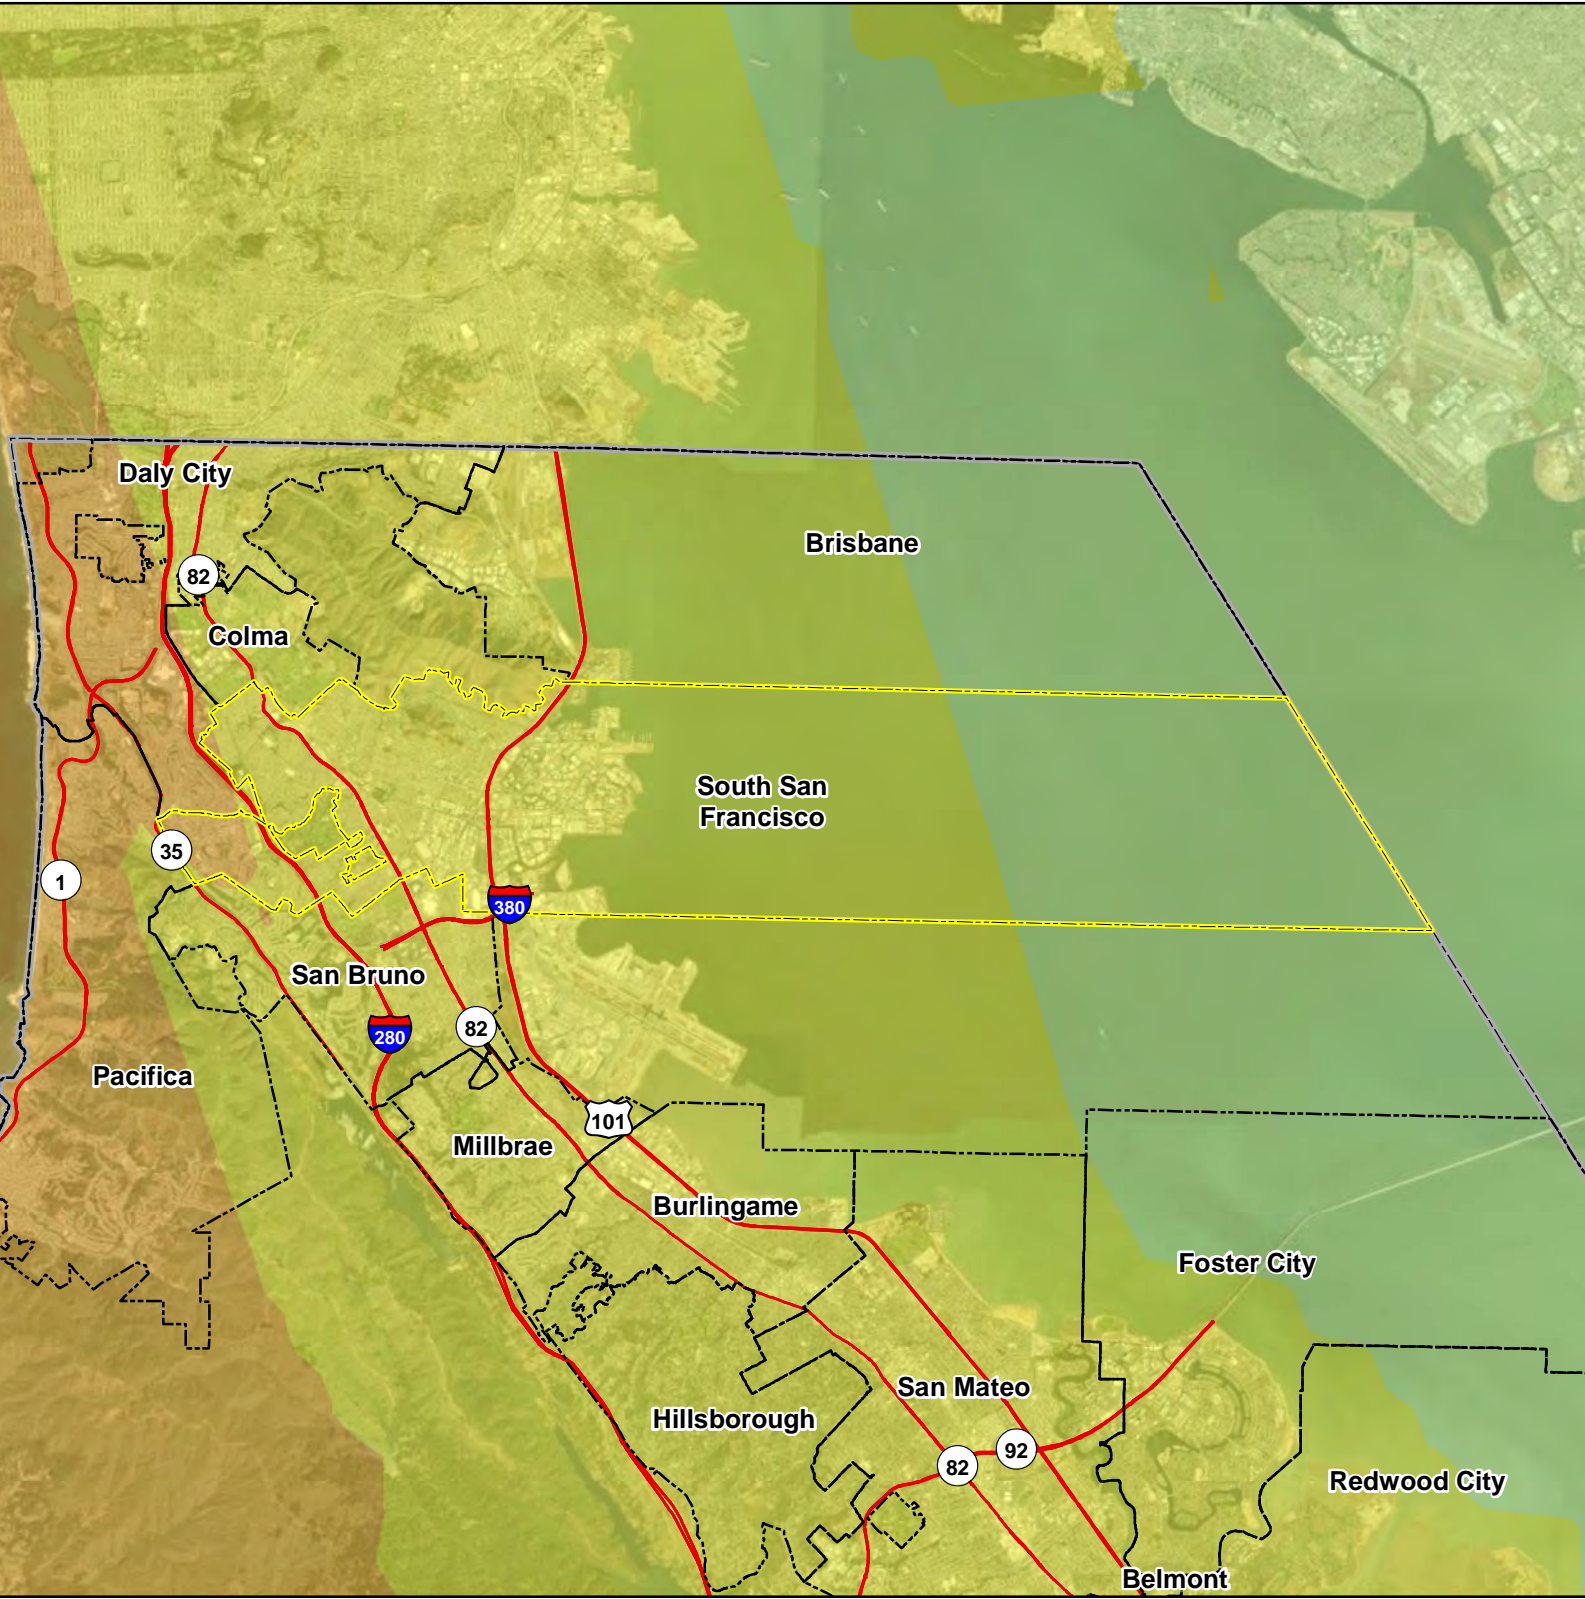 Daly City
Brisbane
82
Colma
South San
Francisco
35
1
380
San Bruno
82
280
Pacifica
101
Millbrae
Burlingame
Foster City
San Mateo
Hillsborough
92
82
Redwood City
Belmont